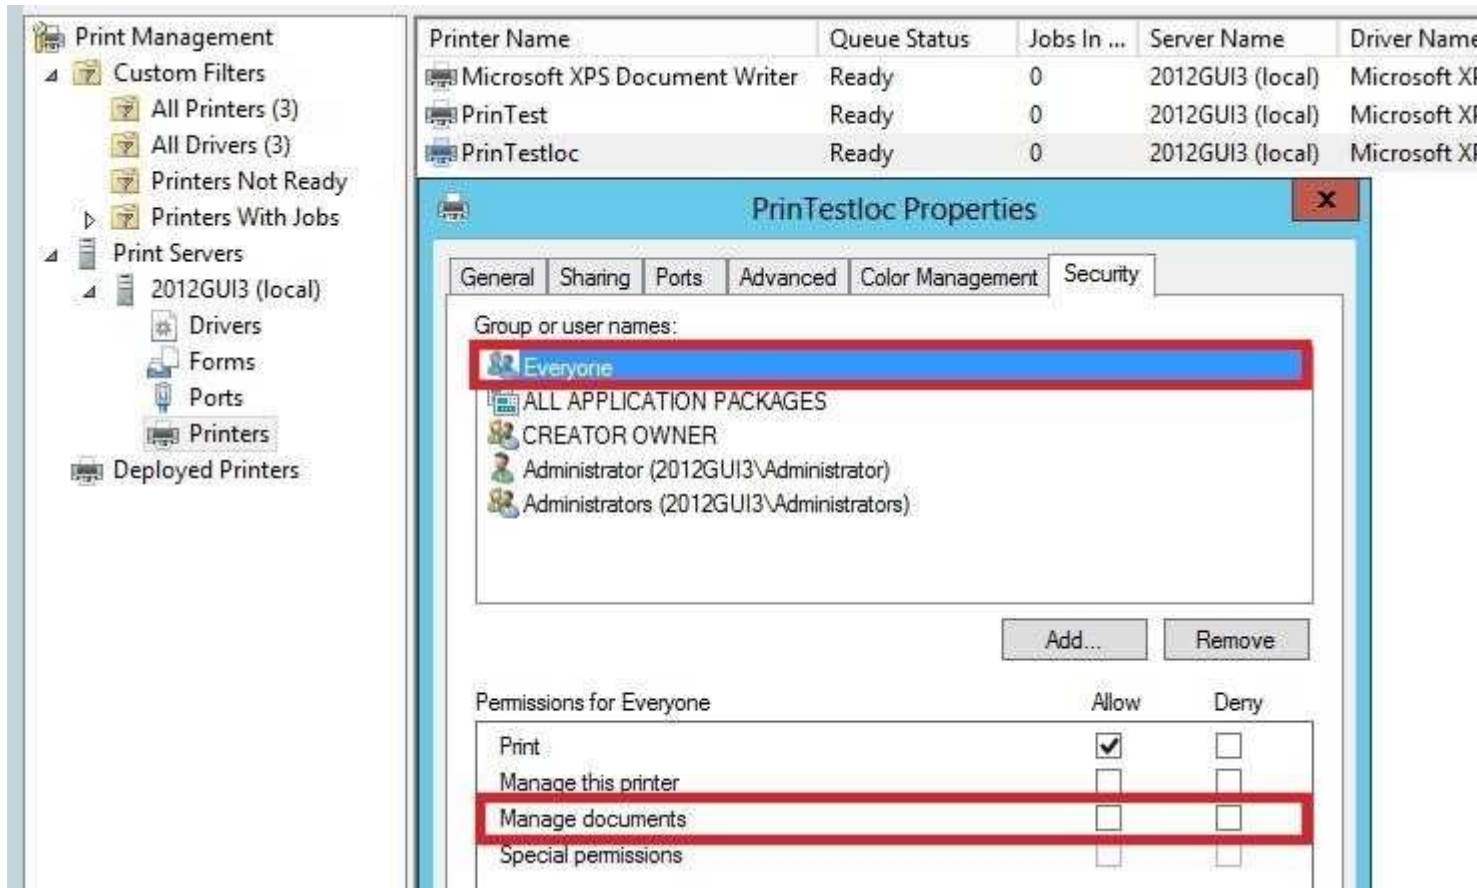 Print Management
Custom Filters
All Printers (3)
All Drivers (3)
Printers Not Ready
Printers With Jobs
Print Servers
2012GUI3 (local)
Drivers
Forms
Ports
Printers
Deployed Printers
Printer Name Queue Status Jobs In ... Server Name Driver Name
Microsoft XPS Document Writer Ready 0 2012GUI3 (local) Microsoft
PrinTest Ready 0 2012GUI3 (local) Microsoft
PrinTestloc Ready 0 2012GUI3 (local) Microsoft
PrinTestloc Properties x
General Sharing Ports Advanced Color Management Security
Group or user names:
Everyone
ALL APPLICATION PACKAGES
CREATOR OWNER
Administrator (2012GUI3\Administrator)
Administrators (2012GUI3\Administrators)
Add... Remove
Permissions for Everyone Allow Deny
Print
Manage this printer
Manage documents
Special permissions